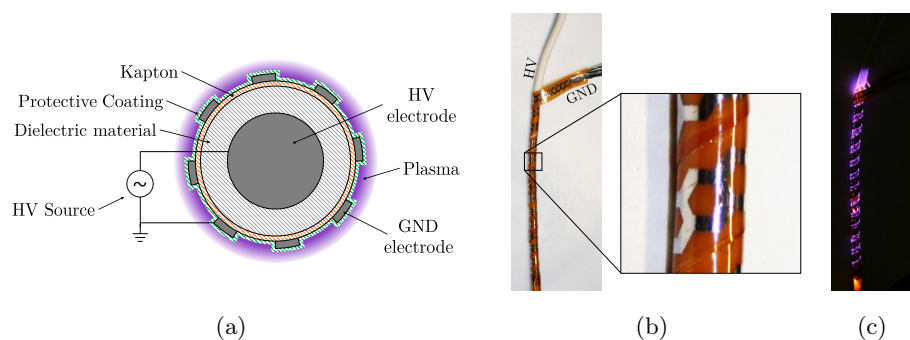 Kapton
Protective Coating
Dielectric material
HV Source
~
HV
electrode
Plasma
GND
electrode
HV
GND
(a)
(b)
(c)